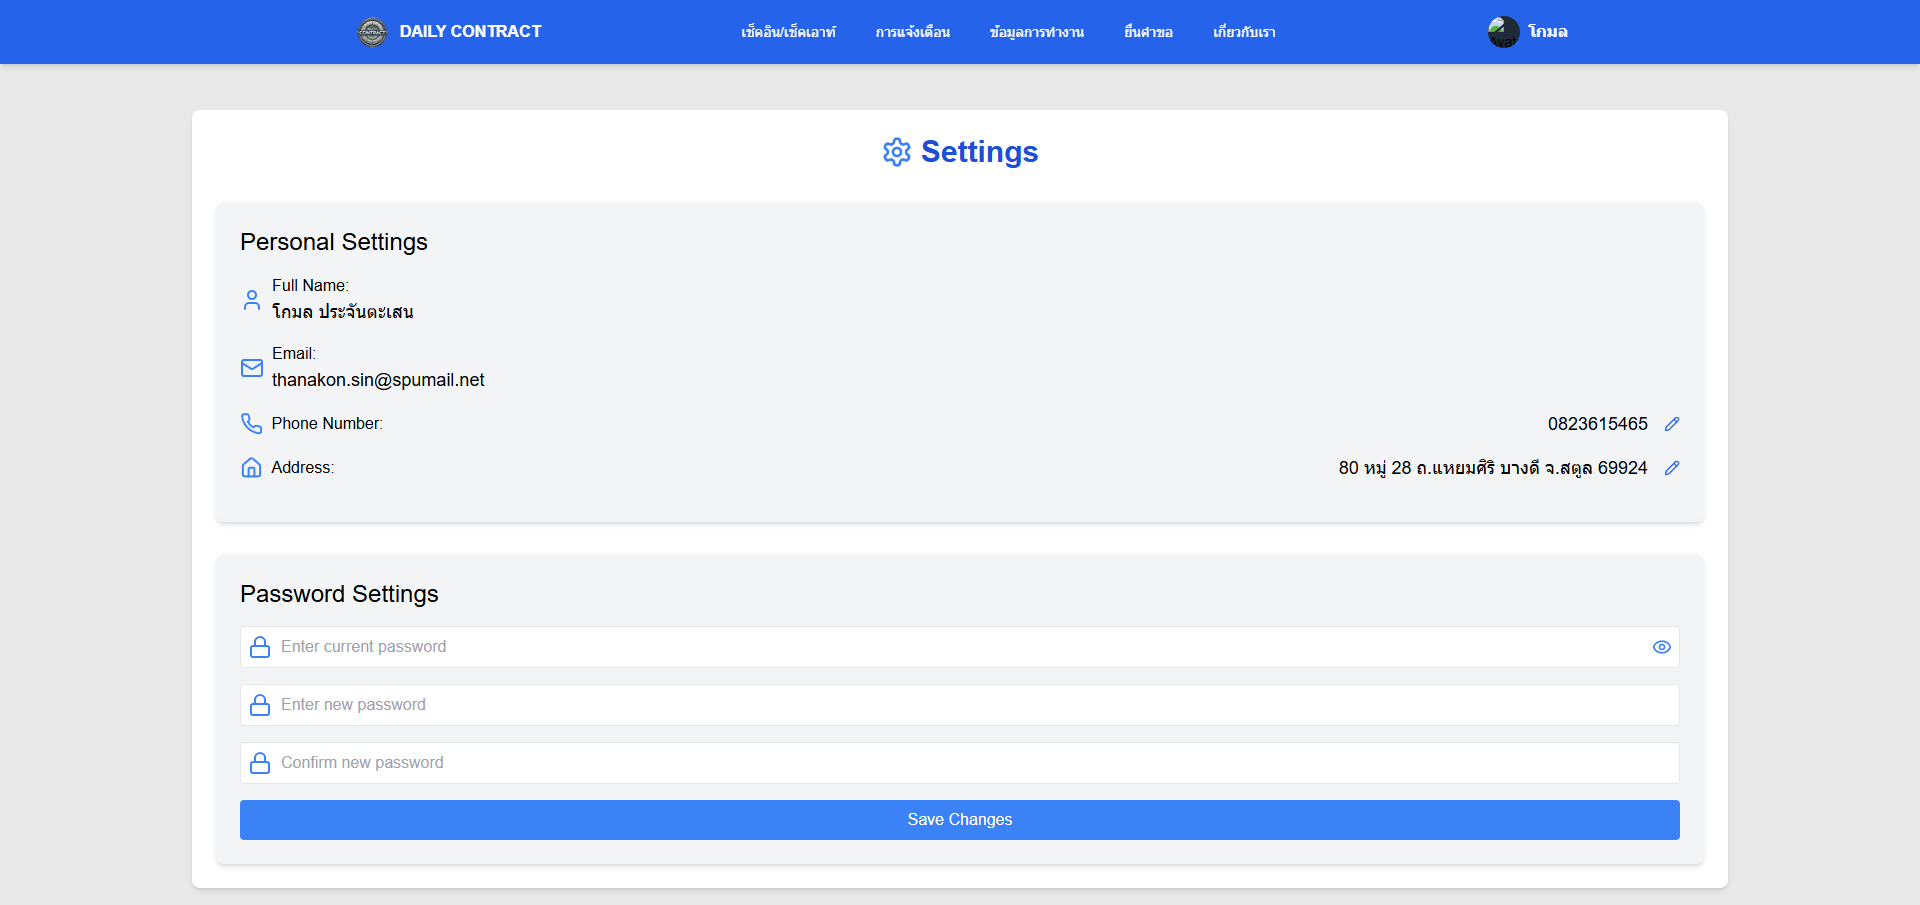 DAILY CONTRACT
เช็คอิน/เช็คเอาท์
การแจ้งเตือน
ข้อมูลการทำงาน
ยื่นคำขอ
เกี่ยวกับเรา
โกมล
Settings
Personal Settings
Full Name:
โกมล ประจันตะเสน
Email:
thanakon.sin@spumail.net
Phone Number:
0823615465
Address:
80 หมู่ 28 ถ.แหยมศิริ บางดี จ.สตูล 69924
Password Settings
Enter current password
Enter new password
Confirm new password
Save Changes